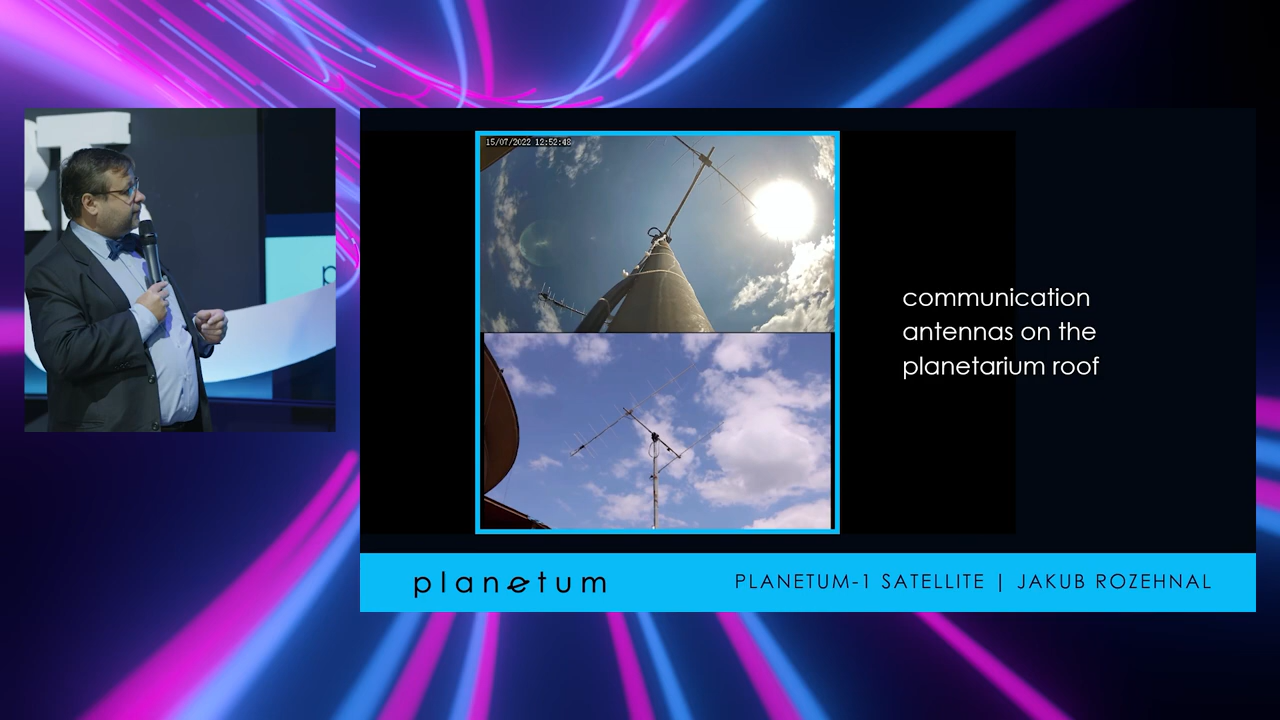 15/07/2022 12:52:48
communication
antennas on the
planetarium roof
planetum
PLANETUM-1 SATELLITE | JAKUB ROZEHNAL